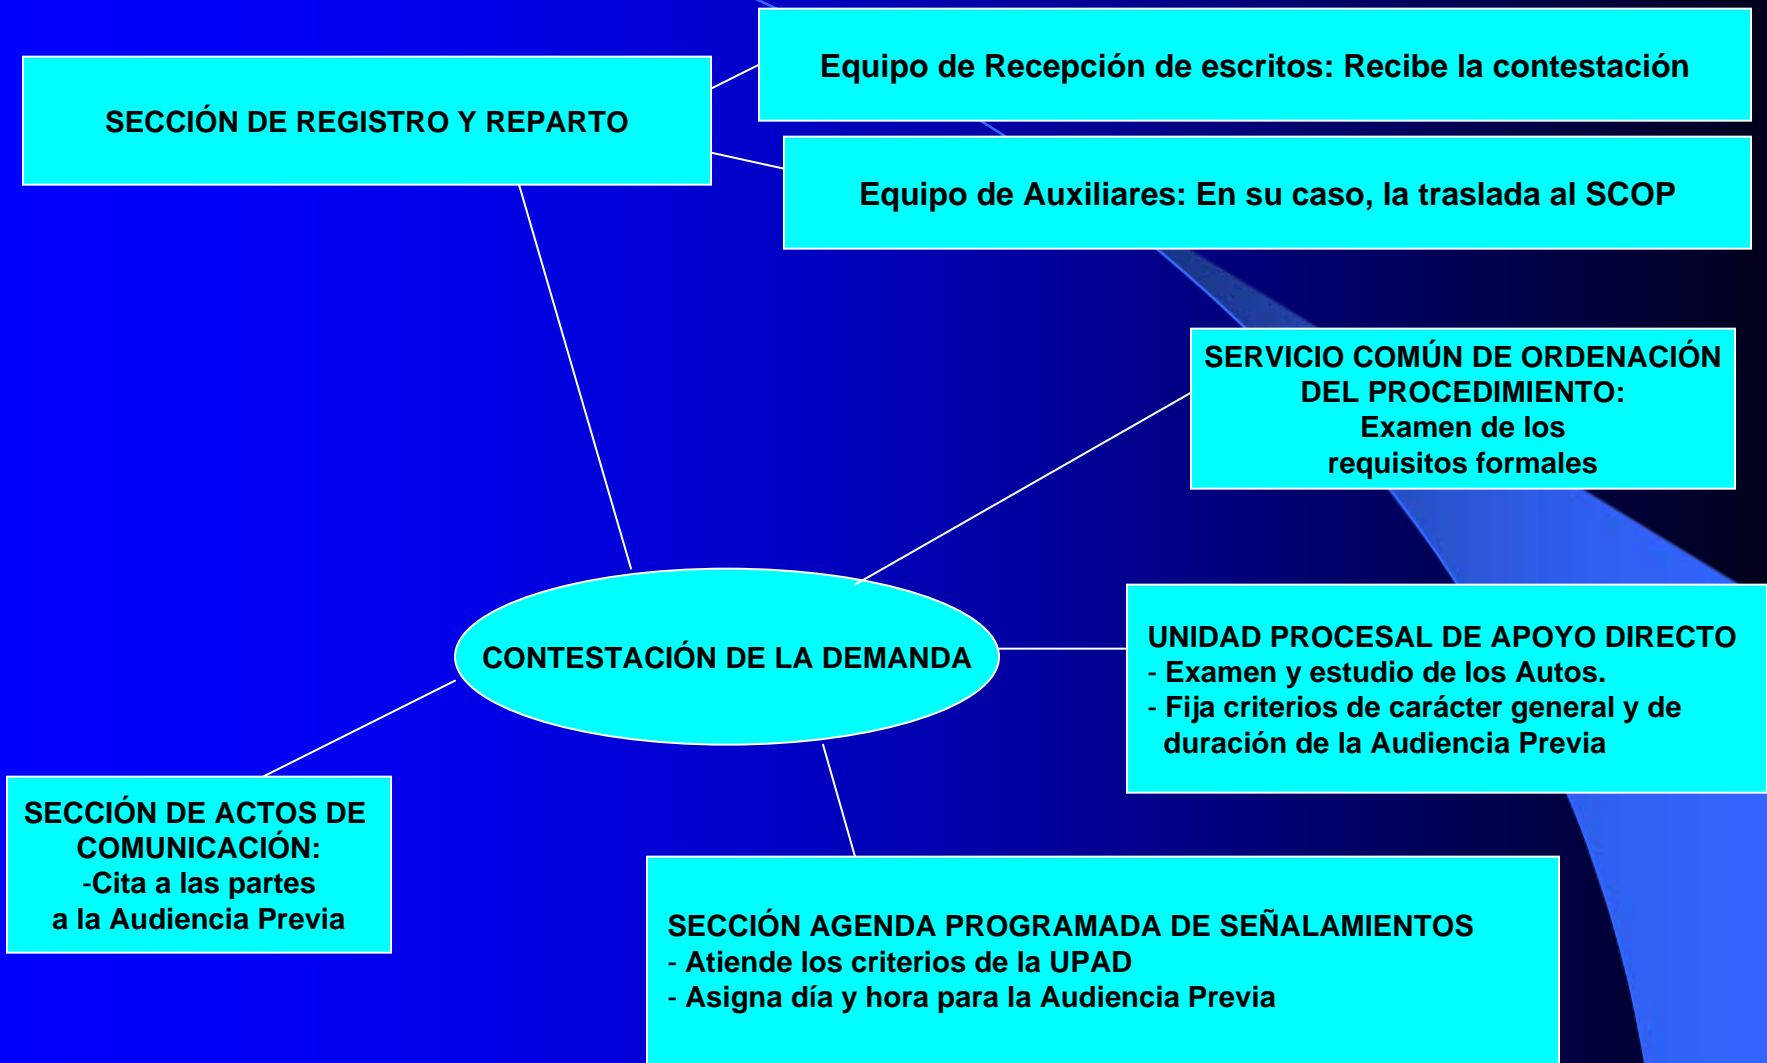 Equipo de Recepción de escritos: Recibe la contestación
SECCIÓN DE REGISTRO Y REPARTO
Equipo de Auxiliares: En su caso, la traslada al SCOP
SERVICIO COMÚN DE ORDENACIÓN
DEL PROCEDIMIENTO:
Examen de los
requisitos formales
CONTESTACIÓN DE LA DEMANDA
UNIDAD PROCESAL DE APOYO DIRECTO
- Examen y estudio de los Autos.
- Fija criterios de carácter general y de
duración de la Audiencia Previa
SECCIÓN DE ACTOS DE
COMUNICACIÓN:
-Cita a las partes
a la Audiencia Previa
SECCIÓN AGENDA PROGRAMADA DE SEÑALAMIENTOS
- Atiende los criterios de la UPAD
- Asigna día y hora para la Audiencia Previa